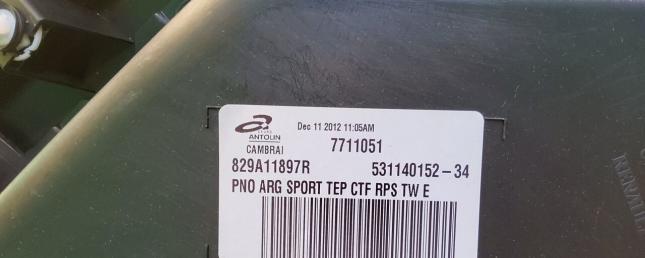 Dec 11 2012 11:05AM
ANTOLIN
CAMBRAI
7711051
829A11897R
531140152-34
PNO ARG SPORT TEP CTF RPS TW E